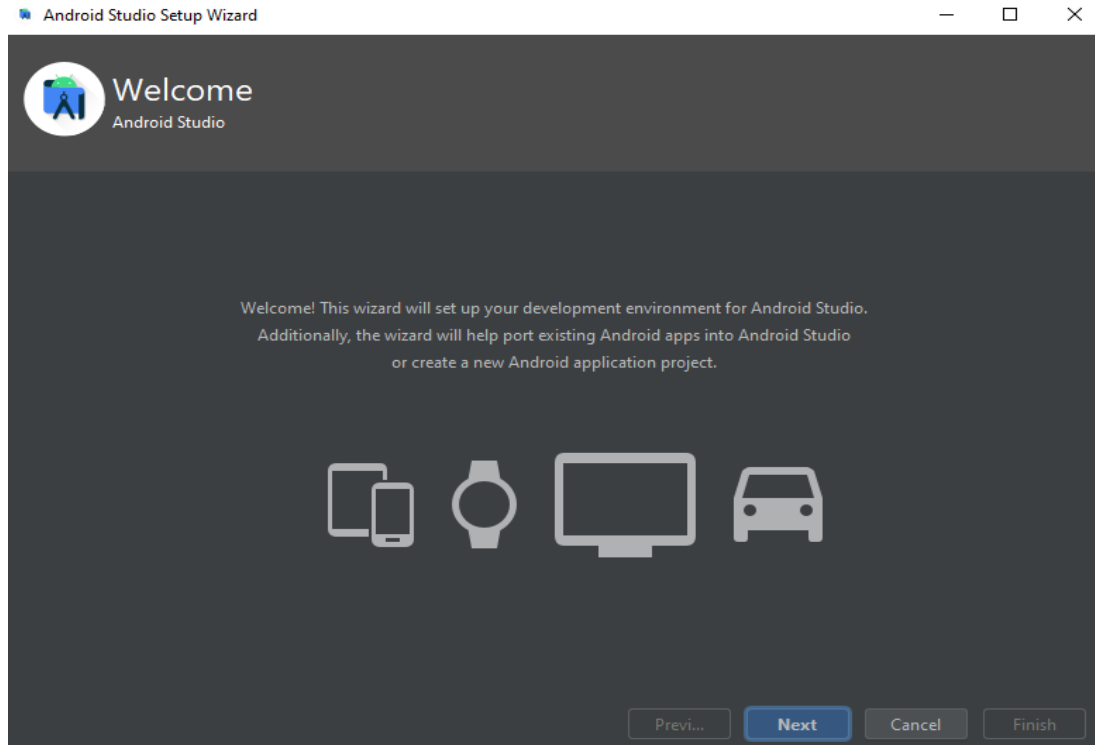 Android Studio Setup Wizard
Welcome
Android Studio
Welcome! This wizard will set up your development environment for Android Studio.
Additionally, the wizard will help port existing Android apps into Android Studio
or create a new Android application project.
Previ... Next Cancel Finish